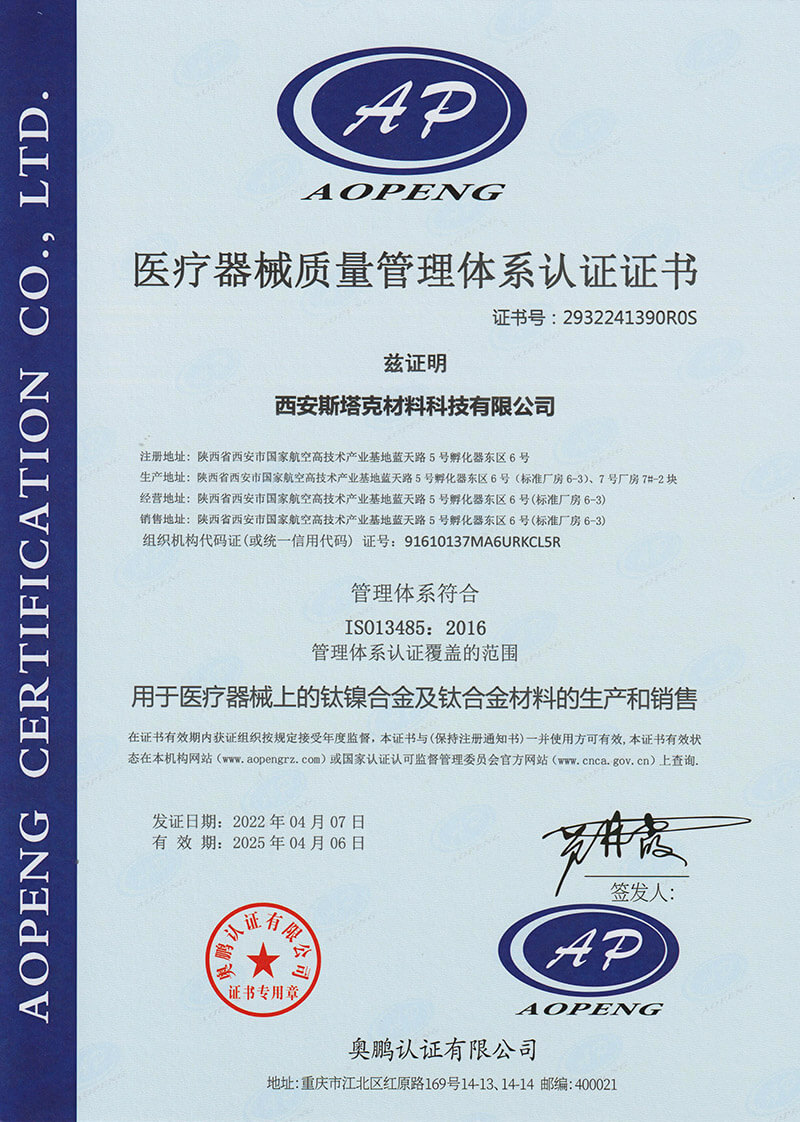 AOPENG CERTIFICATION CO., LTD.
AP
AOPENG
医疗器械质量管理体系认证证书
证书号：2932241390R0S
兹证明
西安斯塔克材料科技有限公司
注册地址: 陕西省西安市国家航空高技术产业基地蓝天路 5 号孵化器东区 6 号
生产地址: 陕西省西安市国家航空高技术产业基地蓝天路 5 号孵化器东区 6 号 (标准厂房 6-3)、7 号厂房 7#-2 块
经营地址: 陕西省西安市国家航空高技术产业基地蓝天路 5 号孵化器东区 6 号(标准厂房 6-3)
销售地址: 陕西省西安市国家航空高技术产业基地蓝天路 5 号孵化器东区 6 号(标准厂房 6-3)
组织机构代码证(或统一信用代码) 证号: 91610137MA6URKCL5R
管理体系符合
ISO13485: 2016
管理体系认证覆盖的范围
用于医疗器械上的钛镍合金及钛合金材料的生产和销售
在证书有效期内获证组织按规定接受年度监督, 本证书与(保持注册通知书)一并使用方可有效, 本证书有效状
态在本机构网站 (www.aopengrz.com) 或国家认证认可监督管理委员会官方网站 (www.cnca.gov.cn) 上查询.
发证日期: 2022 年 04 月 07 日
有 效 期: 2025 年 04 月 06 日
签发人:
奥鹏认证有限公司
证书专用章
AP
AOPENG
奥鹏认证有限公司
地址: 重庆市江北区红原路169号14-13、14-14 邮编: 400021